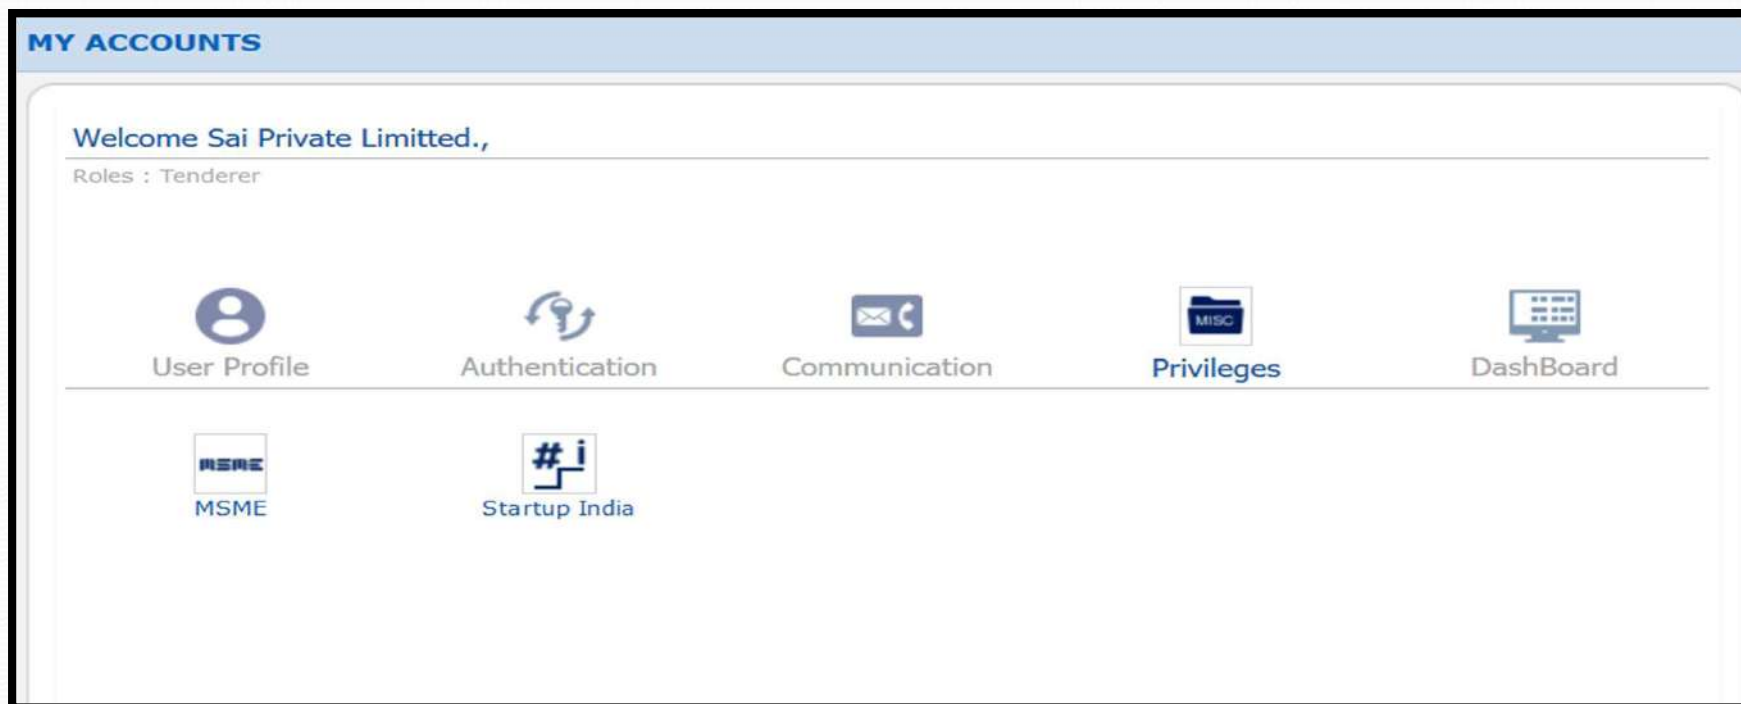 MY ACCOUNTS
Welcome Sai Private Limitted.,
Roles : Tenderer
MISC
User Profile Authentication Communication Privileges DashBoard
MSME
# i
MSME Startup India